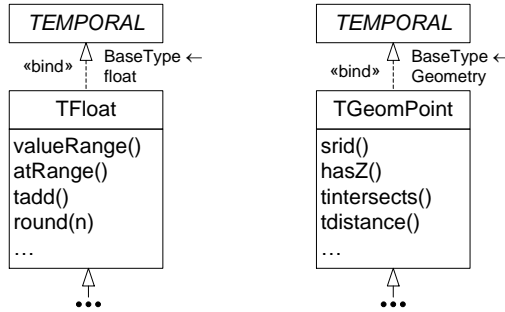 TEMPORAL
«bind»
BaseType ←
float
TFloat
valueRange()
atRange()
tadd()
round(n)
…
•••
TEMPORAL
«bind»
BaseType ←
Geometry
TGeomPoint
srid()
hasZ()
tintersects()
tdistance()
…
•••